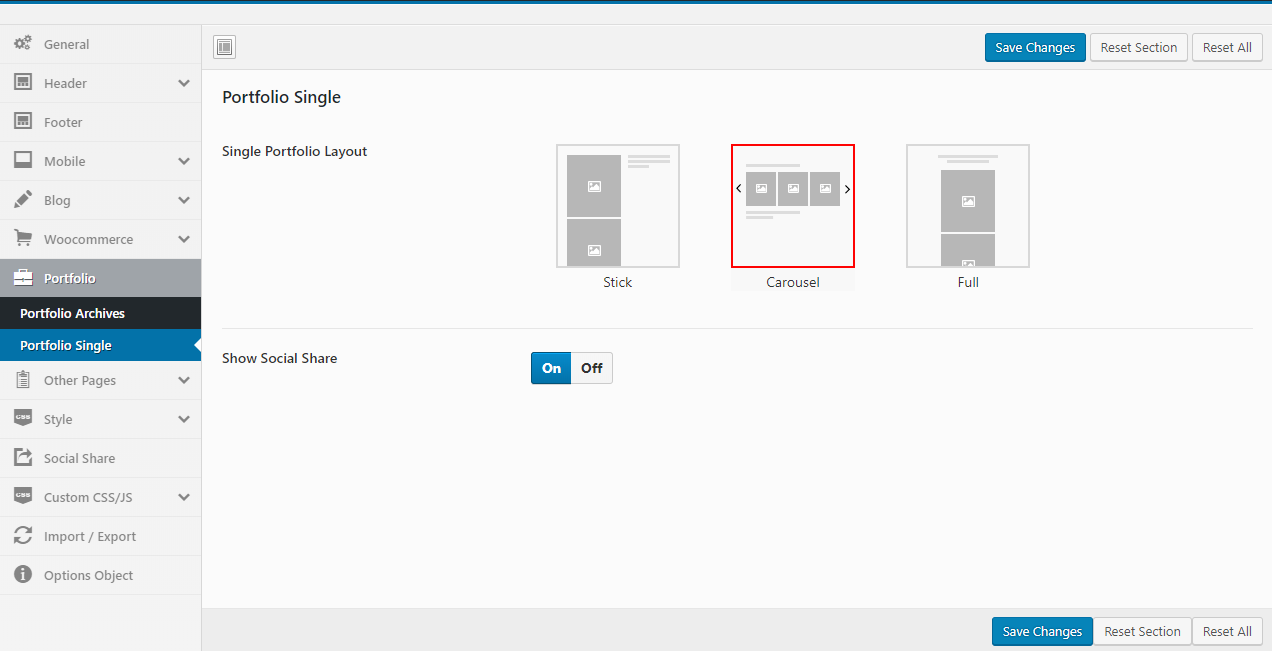 Save Changes Reset Section Reset All
General
Header
Footer
Mobile
Blog
Woocommerce
Portfolio
Portfolio Archives
Portfolio Single
Other Pages
Style
Social Share
Custom CSS/JS
Import / Export
Options Object
Portfolio Single
Single Portfolio Layout
Stick Carousel Full
Show Social Share
On Off
Save Changes Reset Section Reset All